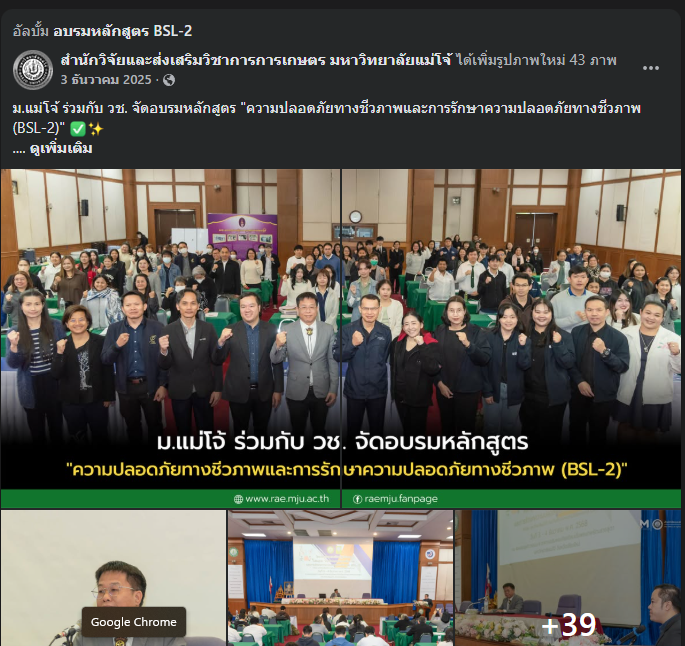 อัลบั้ม อบรมหลักสูตร BSL-2
สำนักวิจัยและส่งเสริมวิชาการการเกษตร มหาวิทยาลัยแม่โจ้ ได้เพิ่มรูปภาพใหม่ 43 ภาพ
3 ธันวาคม 2025 ·
ม.แม่โจ้ ร่วมกับ วช. จัดอบรมหลักสูตร "ความปลอดภัยทางชีวภาพและการรักษาความปลอดภัยทางชีวภาพ
(BSL-2)" ✅✨
.... ดูเพิ่มเติม
ม.แม่โจ้ ร่วมกับ วช. จัดอบรมหลักสูตร
"ความปลอดภัยทางชีวภาพและการรักษาความปลอดภัยทางชีวภาพ (BSL-2)"
www.rae.mju.ac.th raemju.fanpage
Google Chrome
+39